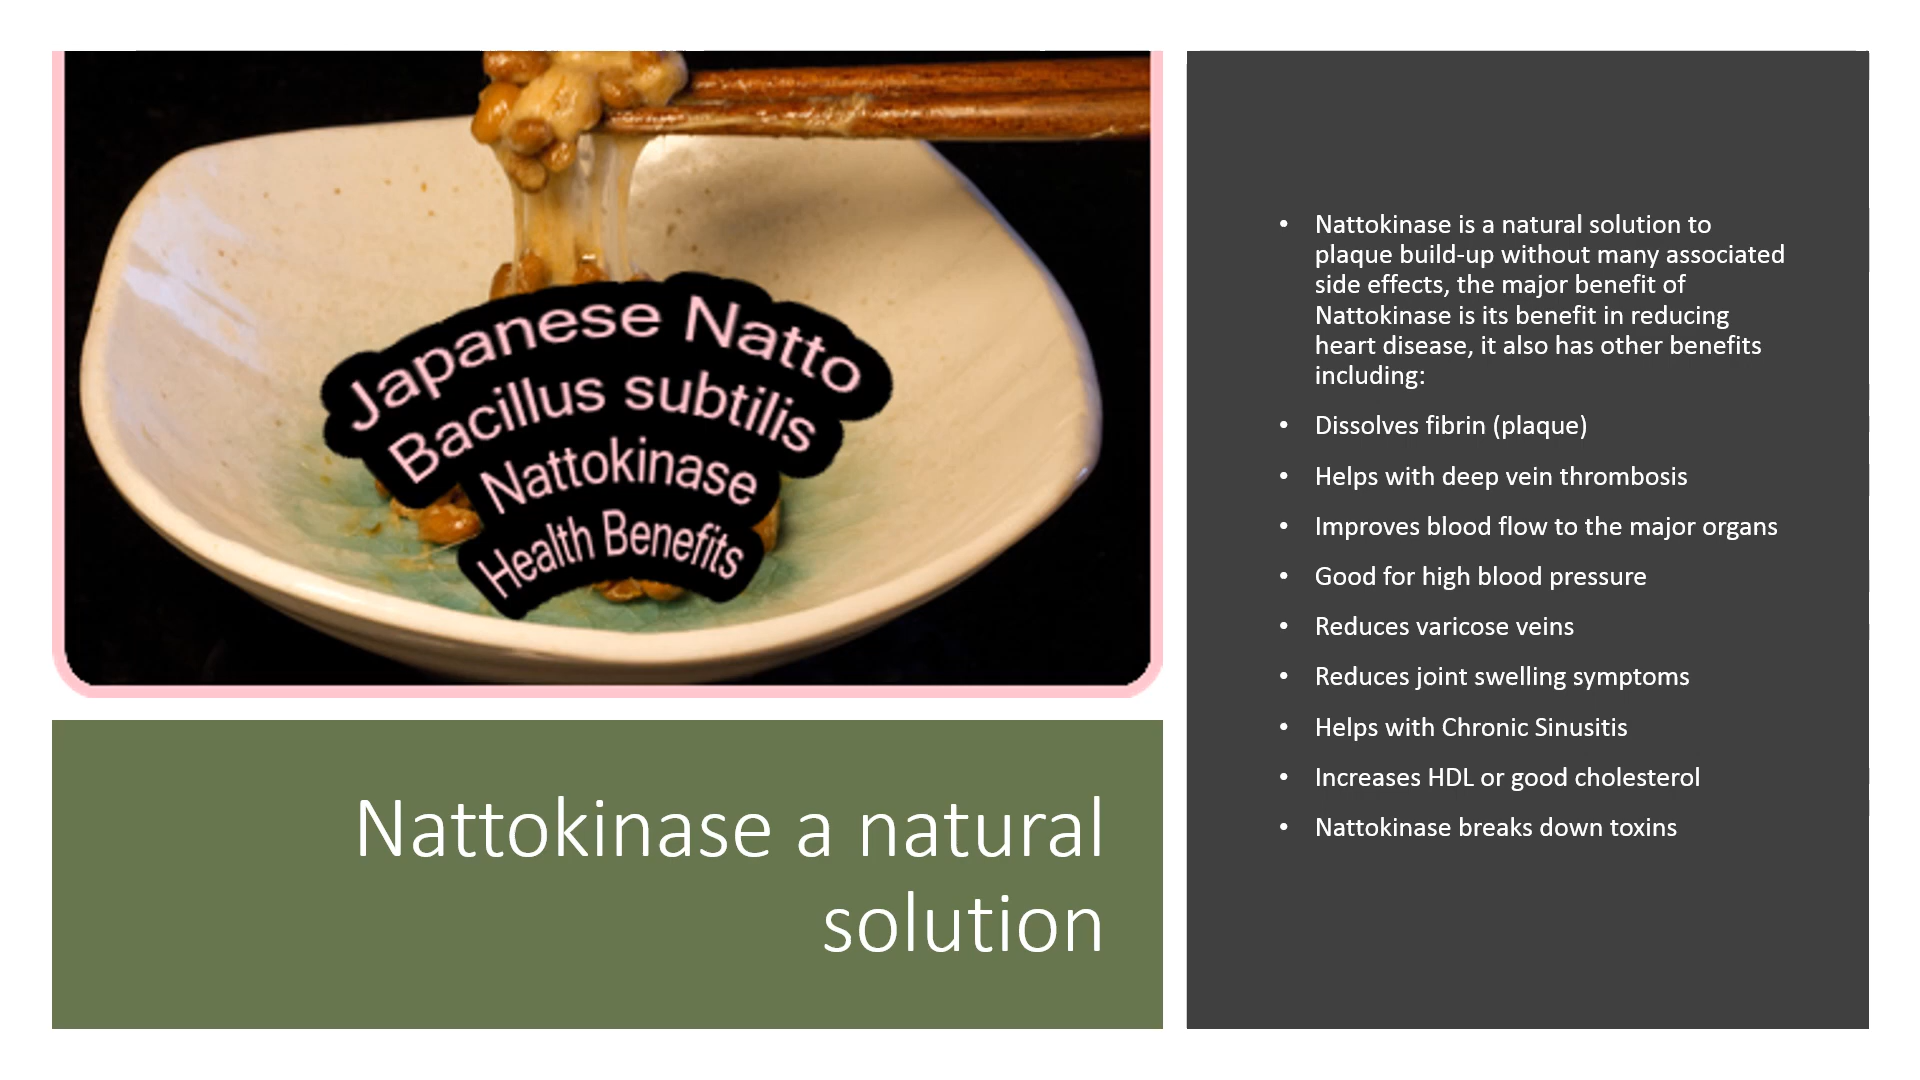 Japanese Natto
Bacillus subtilis
Nattokinase
Health Benefits
Nattokinase a natural
solution
• Nattokinase is a natural solution to
plaque build-up without many associated
side effects, the major benefit of
Nattokinase is its benefit in reducing
heart disease, it also has other benefits
including:
• Dissolves fibrin (plaque)
• Helps with deep vein thrombosis
• Improves blood flow to the major organs
• Good for high blood pressure
• Reduces varicose veins
• Reduces joint swelling symptoms
• Helps with Chronic Sinusitis
• Increases HDL or good cholesterol
• Nattokinase breaks down toxins